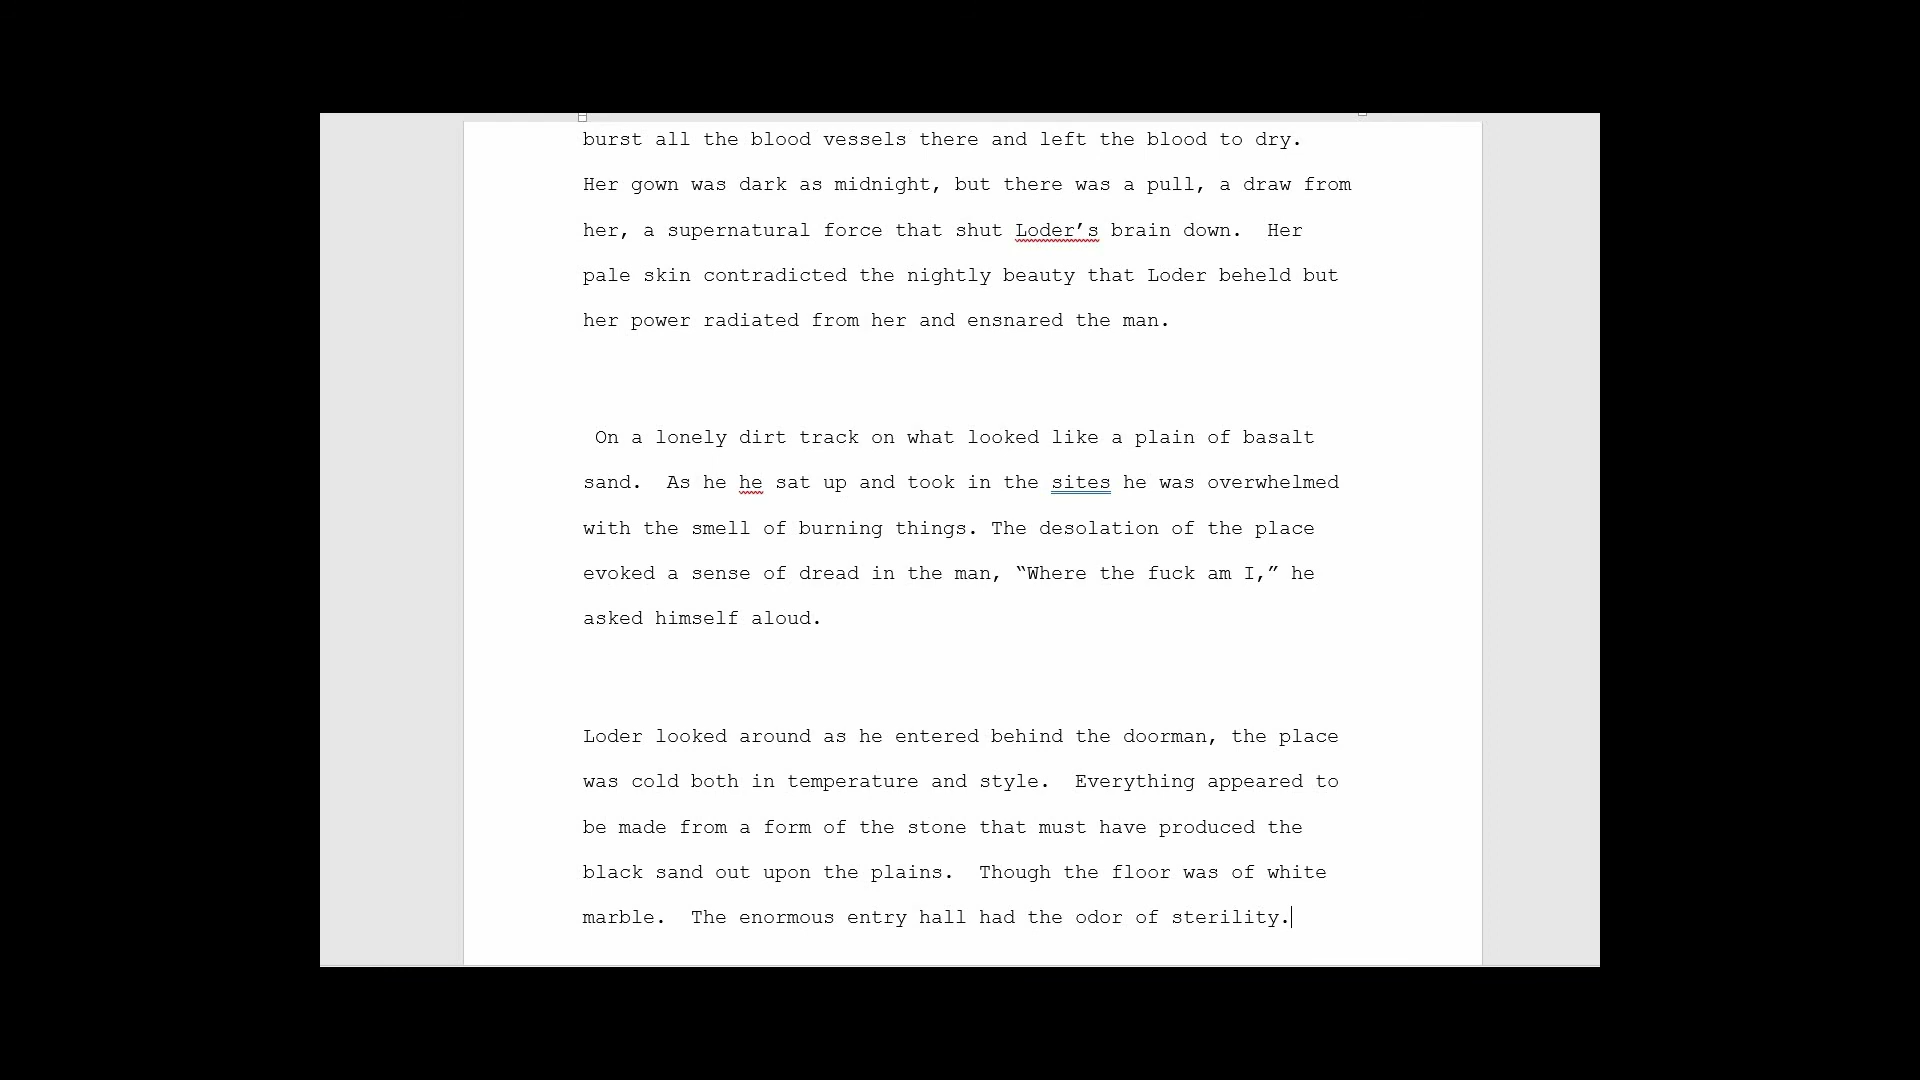 burst all the blood vessels there and left the blood to dry.
Her gown was dark as midnight, but there was a pull, a draw from
her, a supernatural force that shut Loder’s brain down.  Her
pale skin contradicted the nightly beauty that Loder beheld but
her power radiated from her and ensnared the man.
On a lonely dirt track on what looked like a plain of basalt
sand.  As he he sat up and took in the sites he was overwhelmed
with the smell of burning things. The desolation of the place
evoked a sense of dread in the man, “Where the fuck am I,” he
asked himself aloud.
Loder looked around as he entered behind the doorman, the place
was cold both in temperature and style.  Everything appeared to
be made from a form of the stone that must have produced the
black sand out upon the plains.  Though the floor was of white
marble.  The enormous entry hall had the odor of sterility.